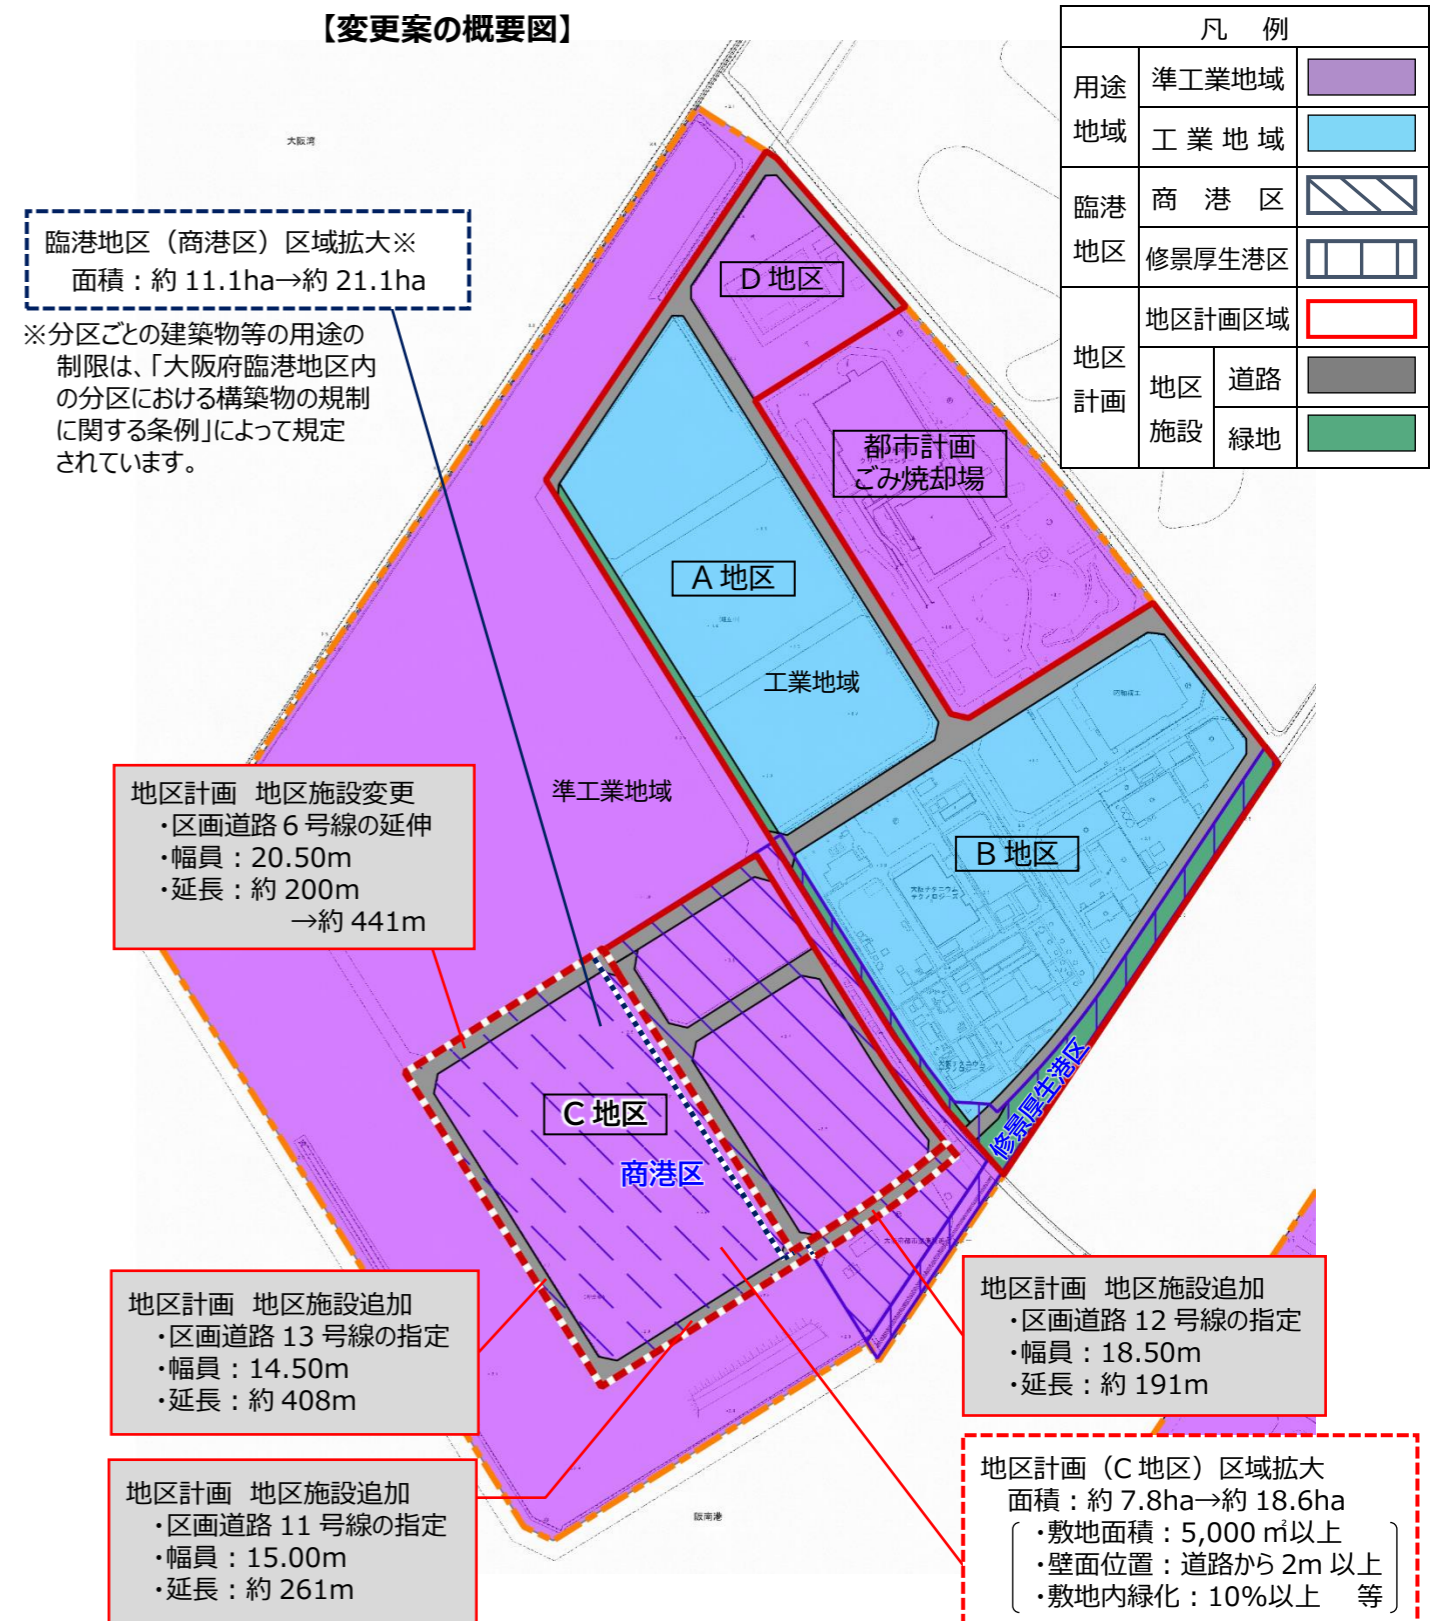 【変更案の概要図】
凡 例
用途地域
準工業地域
工業地域
臨港地区
商港区
修景厚生港区
地区計画
地区計画区域
地区施設
道路
緑地
大阪湾
臨港地区（商港区）区域拡大※
面積：約 11.1ha→約 21.1ha
※分区ごとの建築物等の用途の
制限は、「大阪府臨港地区内
の分区における構築物の規制
に関する条例」によって規定
されています。
D 地区
都市計画
ごみ焼却場
A 地区
工業地域
準工業地域
B 地区
地区計画 地区施設変更
・区画道路 6 号線の延伸
・幅員：20.50m
・延長：約 200m
→約 441m
C 地区
商港区
修景厚生港区
地区計画 地区施設追加
・区画道路 13 号線の指定
・幅員：14.50m
・延長：約 408m
地区計画 地区施設追加
・区画道路 12 号線の指定
・幅員：18.50m
・延長：約 191m
地区計画 地区施設追加
・区画道路 11 号線の指定
・幅員：15.00m
・延長：約 261m
阪南港
地区計画（C 地区）区域拡大
面積：約 7.8ha→約 18.6ha
・敷地面積：5,000 ㎡以上
・壁面位置：道路から 2m 以上
・敷地内緑化：10%以上 等